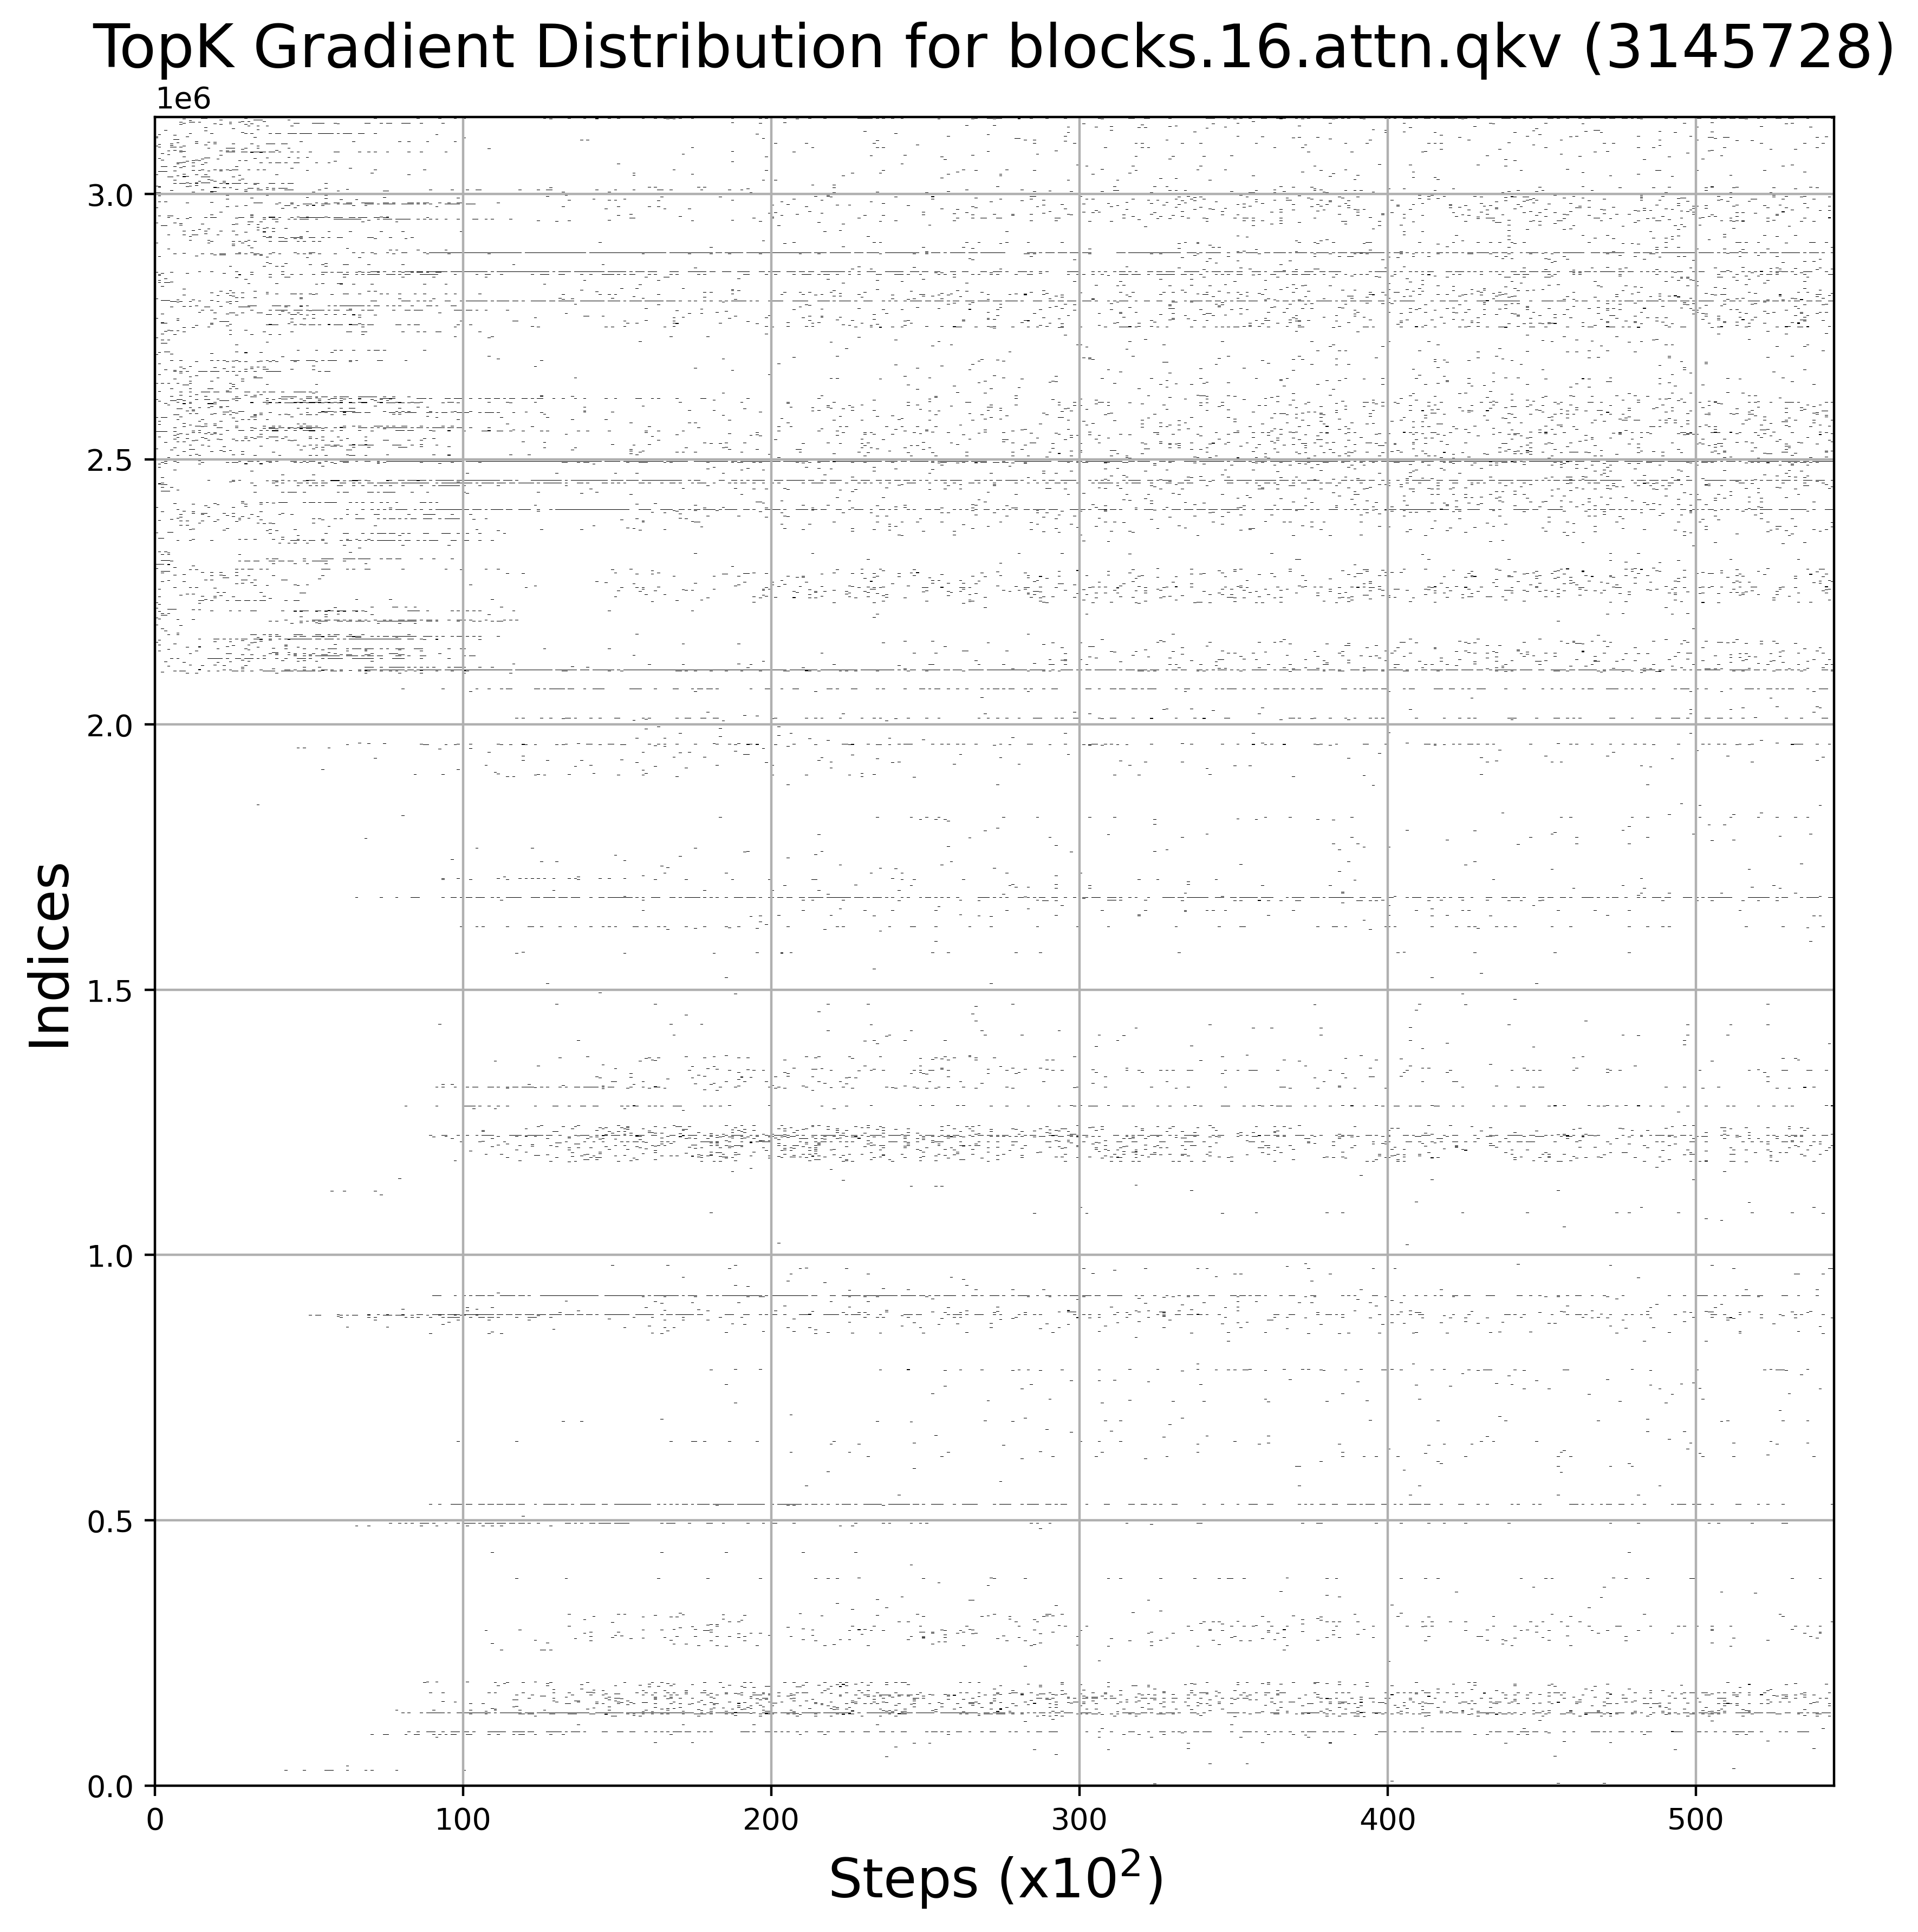 TopK Gradient Distribution for blocks.16.attn.qkv (3145728)
1e6
3.0
2.5
2.0
1.5
1.0
0.5
0.0
Indices
0 100 200 300 400 500
Steps (x10²)